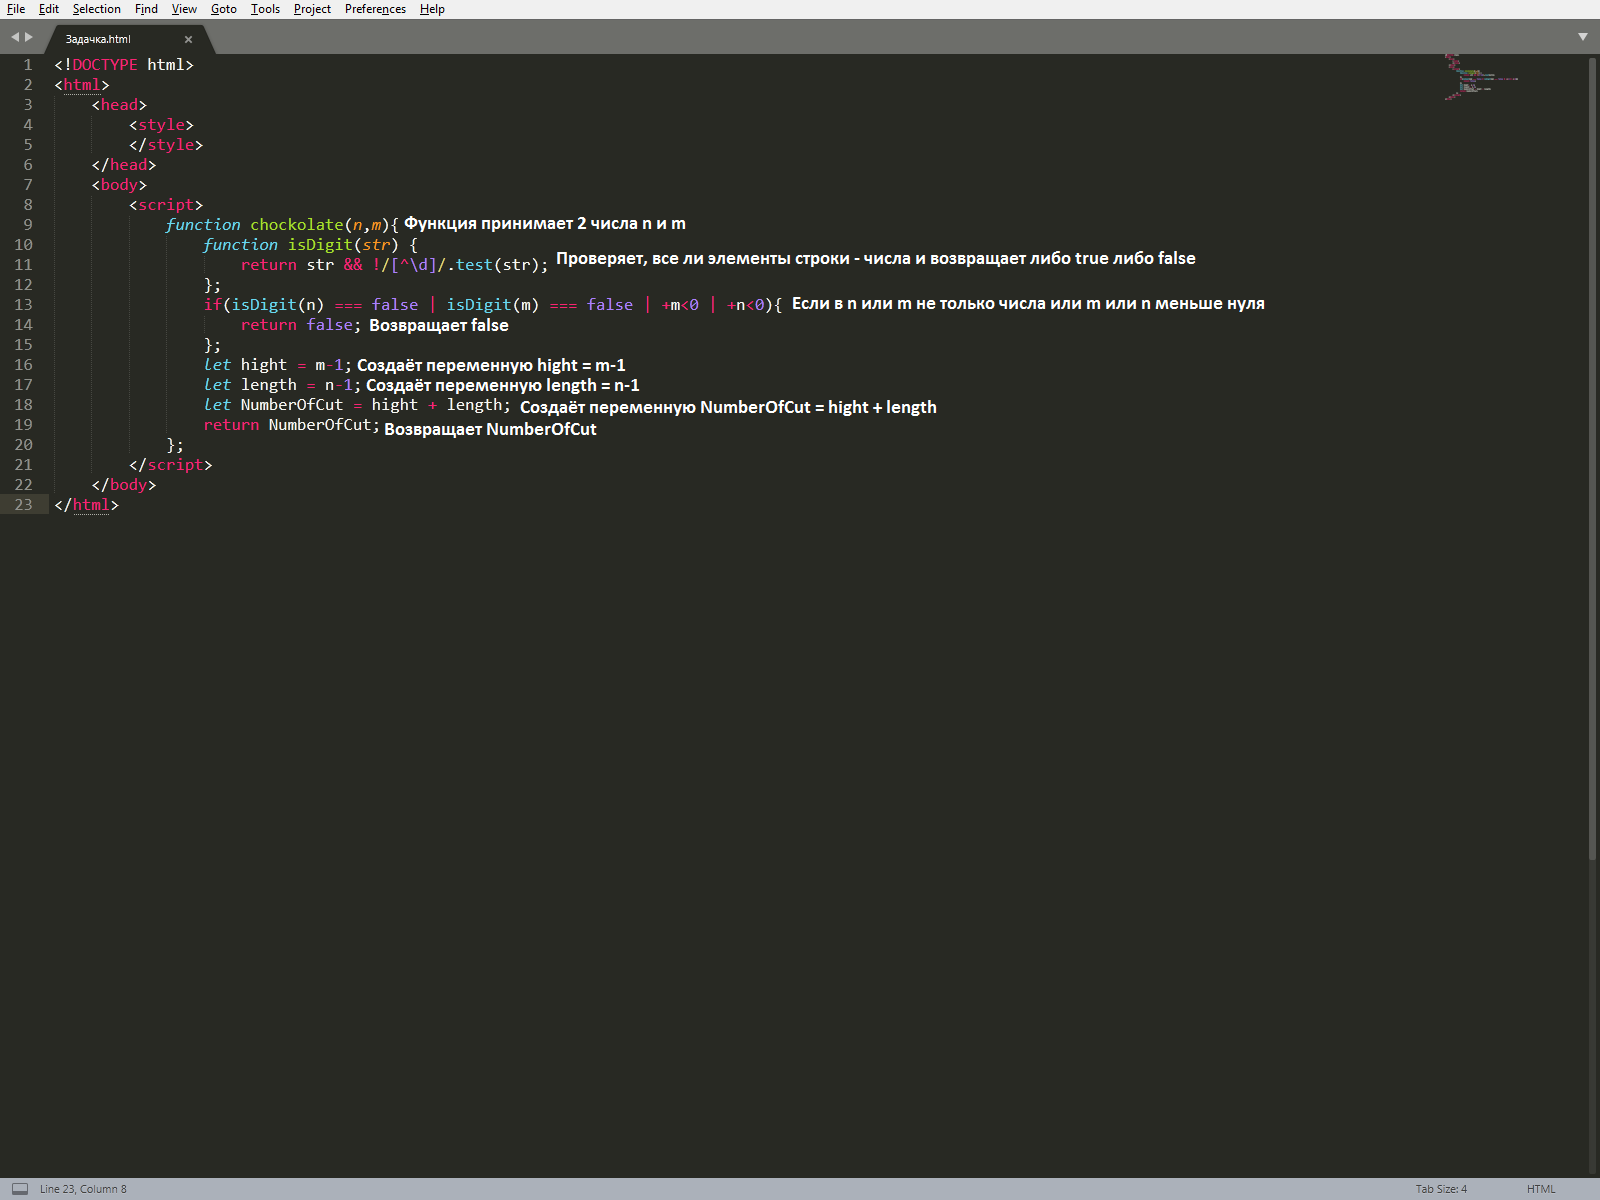 File Edit Selection Find View Goto Tools Project Preferences Help
Задачка.html
1 <!DOCTYPE html>
2 <html>
3 <head>
4 <style>
5 </style>
6 </head>
7 <body>
8 <script>
9 function chockolate(n,m){ Функция принимает 2 числа n и m
10 function isDigit(str) {
11 return str && !/[^\d]/.test(str); Проверяет, все ли элементы строки - числа и возвращает либо true либо false
12 };
13 if(isDigit(n) === false | isDigit(m) === false | +m<0 | +n<0){ Если в n или m не только числа или m или n меньше нуля
14 return false; Возвращает false
15 };
16 let hight = m-1; Создаёт переменную hight = m-1
17 let length = n-1; Создаёт переменную length = n-1
18 let NumberOfCut = hight + length; Создаёт переменную NumberOfCut = hight + length
19 return NumberOfCut; Возвращает NumberOfCut
20 };
21 </script>
22 </body>
23 </html>
Line 23, Column 8 Tab Size: 4 HTML